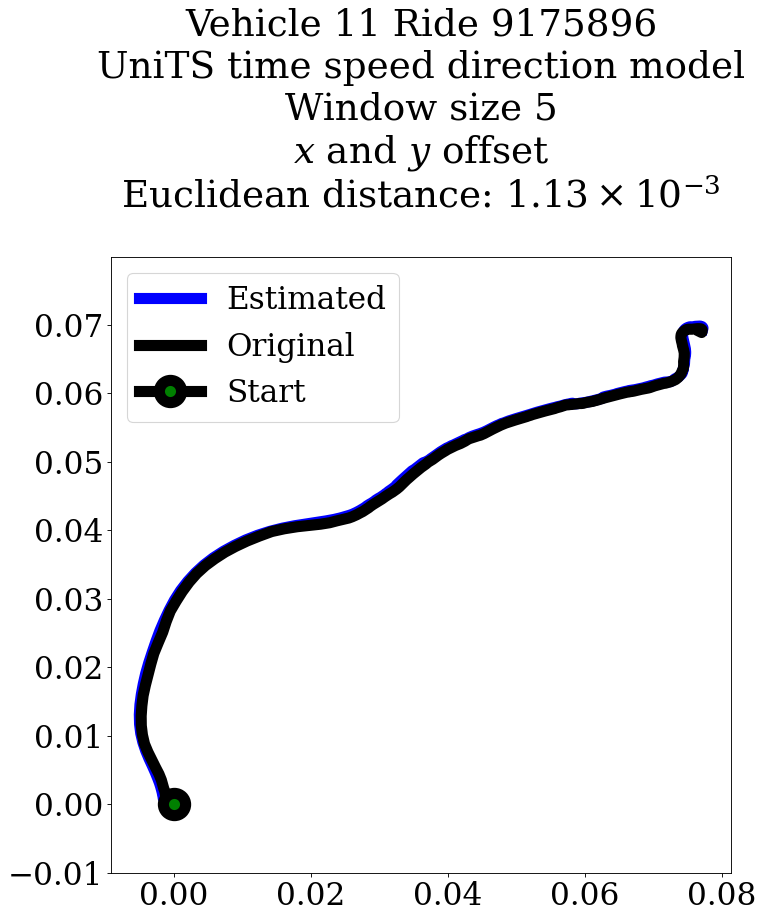 Vehicle 11 Ride 9175896
UniTS time speed direction model
Window size 5
x and y offset
Euclidean distance: 1.13 × 10⁻³
Estimated
Original
Start
0.07
0.06
0.05
0.04
0.03
0.02
0.01
0.00
−0.01
0.00 0.02 0.04 0.06 0.08